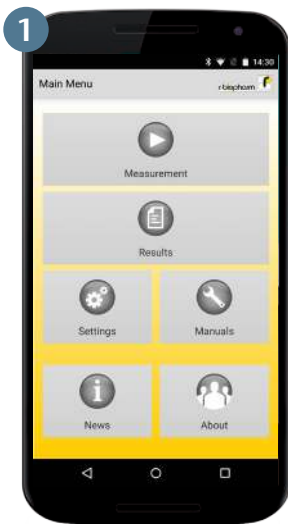 1
14:30
Main Menu
r-biopharm
Measurement
Results
Settings
Manuals
News
About